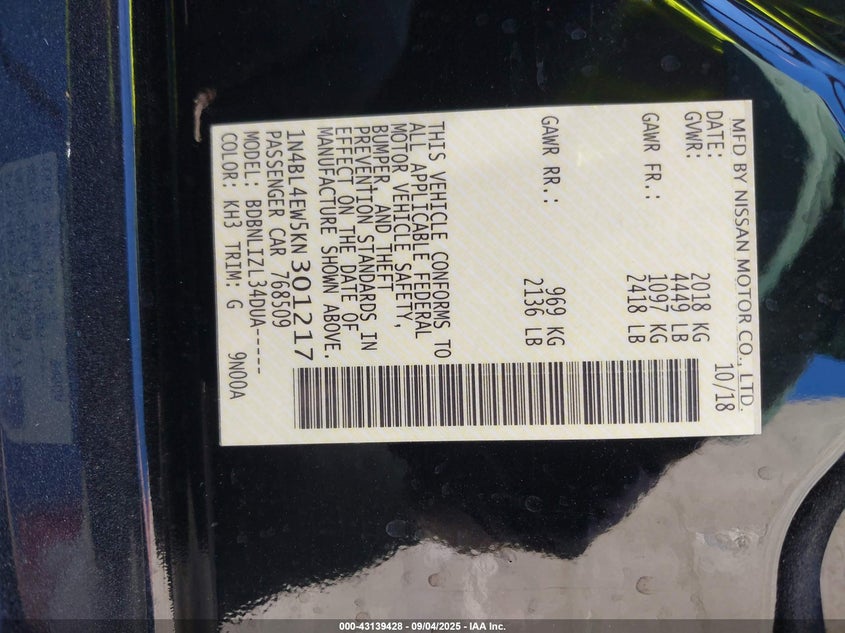 MFD BY NISSAN MOTOR CO., LTD.
DATE: 10/18
GVWR: 2018 KG
4449 LB
GAWR FR.: 1097 KG
2418 LB
GAWR RR.: 969 KG
2136 LB
THIS VEHICLE CONFORMS TO
ALL APPLICABLE FEDERAL
MOTOR VEHICLE SAFETY,
BUMPER, AND THEFT
PREVENTION STANDARDS IN
EFFECT ON THE DATE OF
MANUFACTURE SHOWN ABOVE.
1N4BL4EW5KN301217
PASSENGER CAR 768509
MODEL: BDBNLIZL34DUA-----
COLOR: KH3 TRIM: G 9N00A
000-43139428 - 09/04/2025 - IAA Inc.